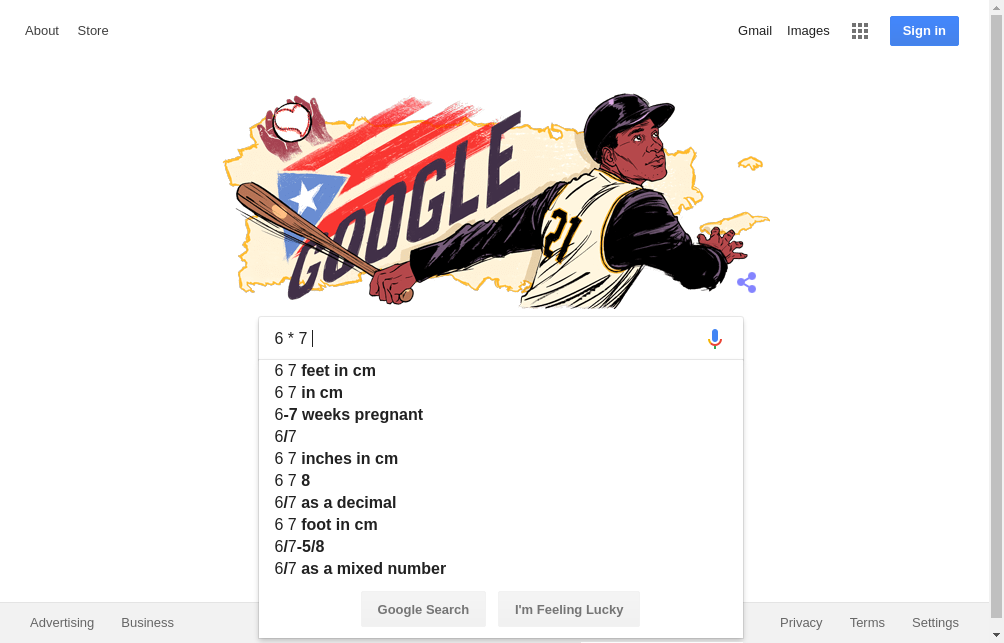 About Store Gmail Images Sign in
GOOGLE
21
6 * 7
6 7 feet in cm
6 7 in cm
6-7 weeks pregnant
6/7
6 7 inches in cm
6 7 8
6/7 as a decimal
6 7 foot in cm
6/7-5/8
6/7 as a mixed number
Google Search I'm Feeling Lucky
Advertising Business Privacy Terms Settings